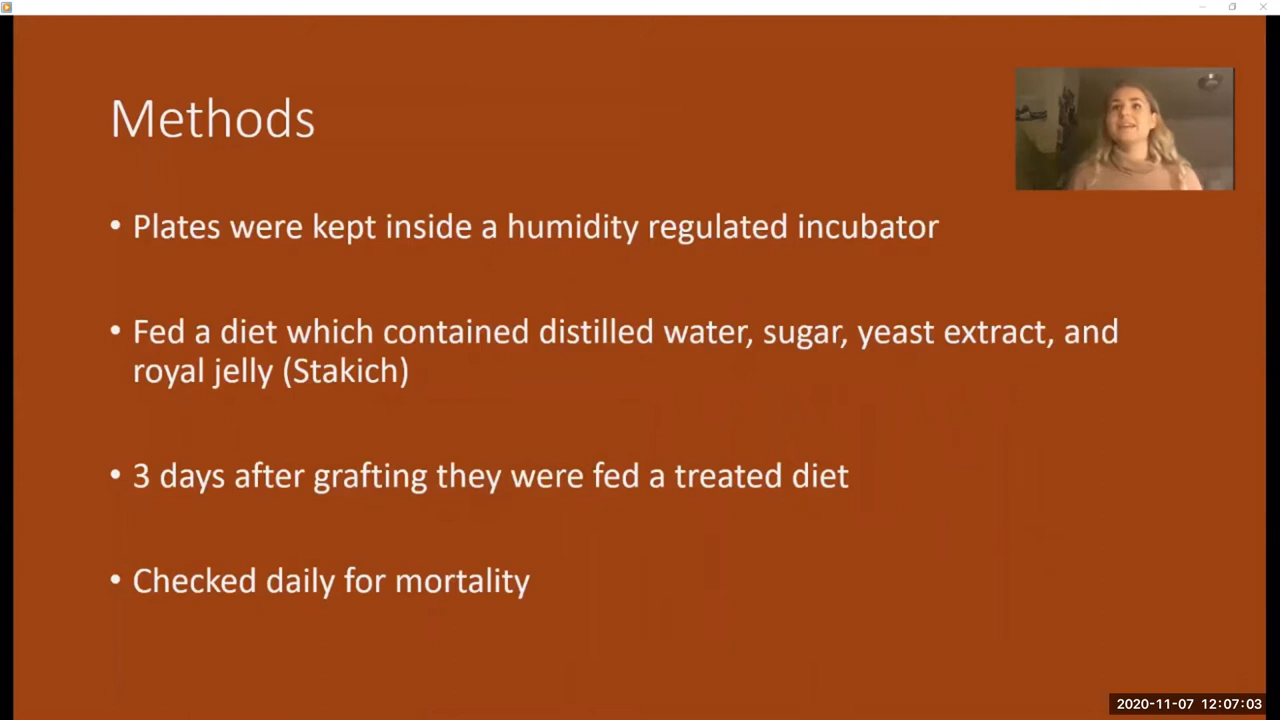 Methods
• Plates were kept inside a humidity regulated incubator
• Fed a diet which contained distilled water, sugar, yeast extract, and
royal jelly (Stakich)
• 3 days after grafting they were fed a treated diet
• Checked daily for mortality
2020-11-07 12:07:03